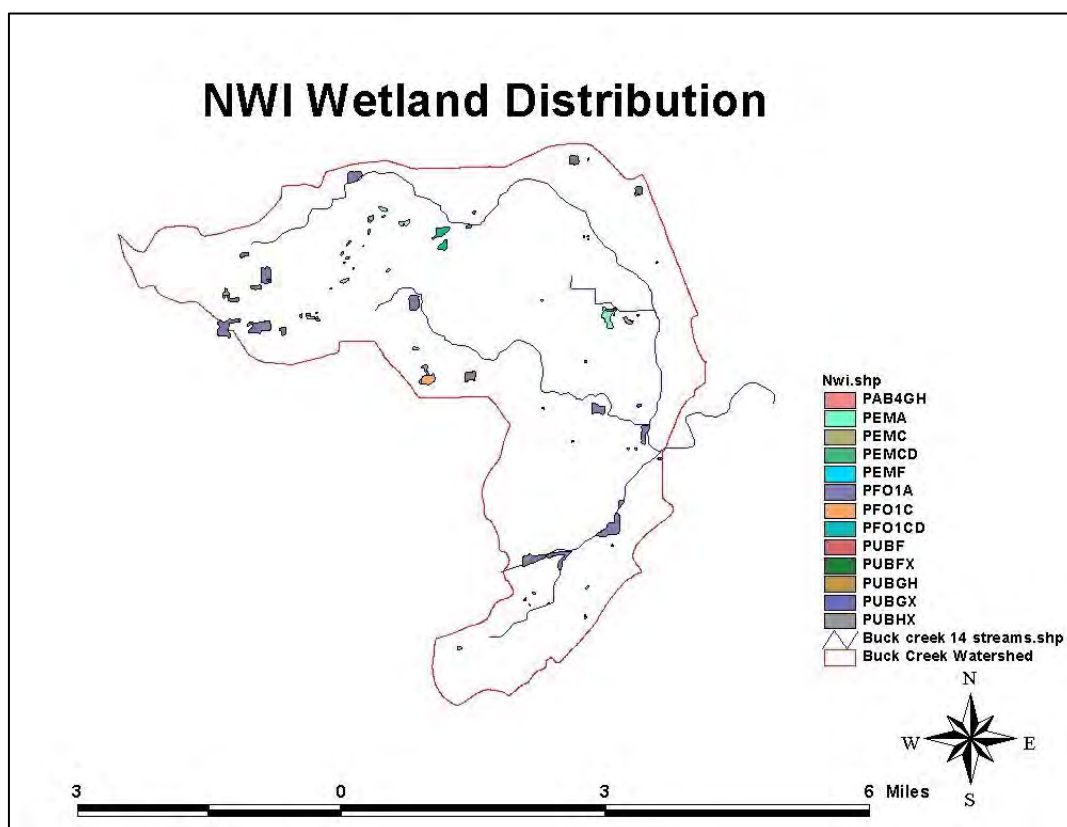 NWI Wetland Distribution
Nwi.shp
PAB4GH
PEMA
PEMC
PEMCD
PEMF
PFO1A
PFO1C
PFO1CD
PUBF
PUBFX
PUBGH
PUBGX
PUBHX
Buck creek 14 streams.shp
Buck Creek Watershed
N
W E
S
3 0 3 6 Miles